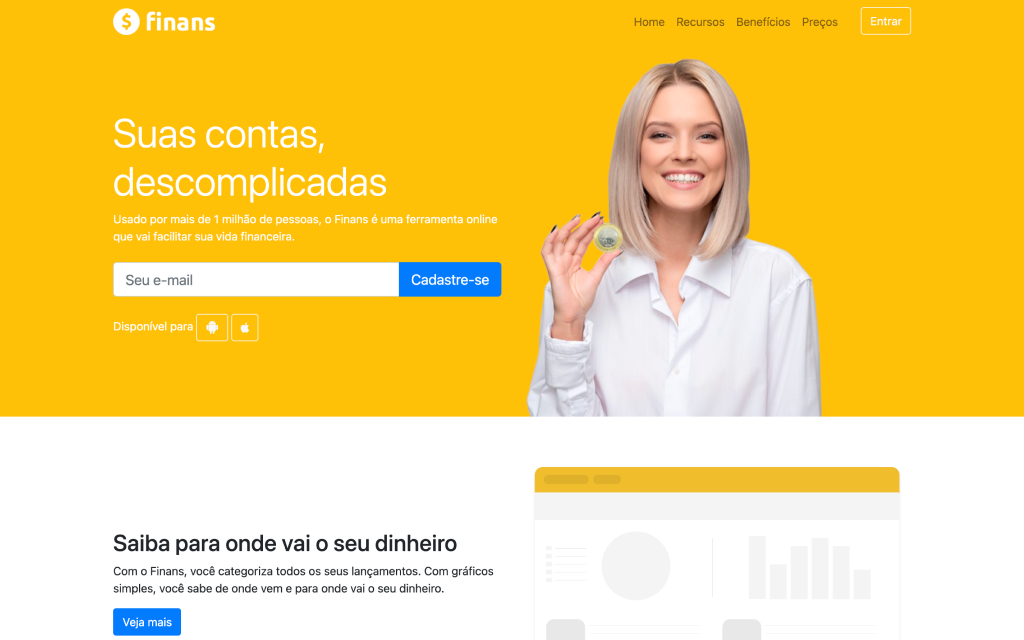 finans
Home Recursos Benefícios Preços Entrar
Suas contas,
descomplicadas
Usado por mais de 1 milhão de pessoas, o Finans é uma ferramenta online
que vai facilitar sua vida financeira.
Seu e-mail Cadastre-se
Disponível para
Saiba para onde vai o seu dinheiro
Com o Finans, você categoriza todos os seus lançamentos. Com gráficos
simples, você sabe de onde vem e para onde vai o seu dinheiro.
Veja mais